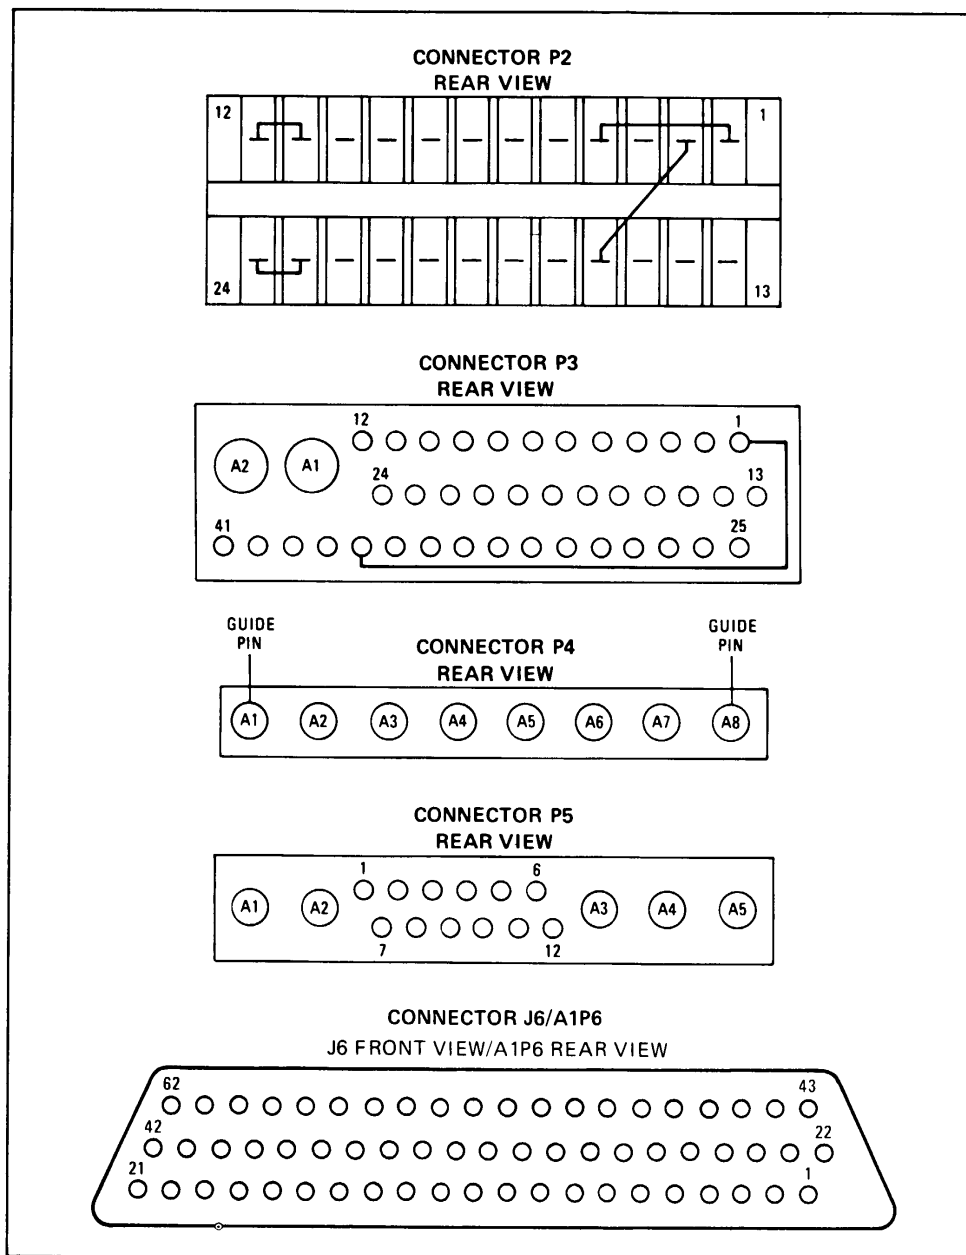 CONNECTOR P2
REAR VIEW
12 1
24 13
CONNECTOR P3
REAR VIEW
12 1
A2 A1
24 13
41 25
GUIDE
PIN
GUIDE
PIN
CONNECTOR P4
REAR VIEW
A1 A2 A3 A4 A5 A6 A7 A8
CONNECTOR P5
REAR VIEW
1 6
A1 A2 A3 A4 A5
7 12
CONNECTOR J6/A1P6
J6 FRONT VIEW/A1P6 REAR VIEW
62 43
42 22
21 1